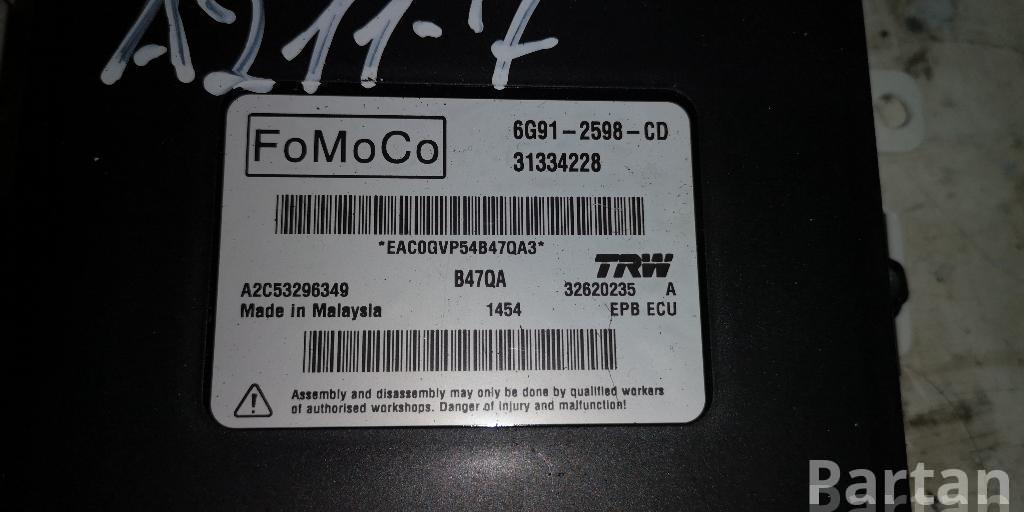 A211-7
FoMoCo
6G91-2598-CD
31334228
*EAC0GVP54B47QA3*
TRW
B47QA
A2C53296349
32620235 A
Made in Malaysia
1454
EPB ECU
Assembly and disassembly may only be done by qualified workers
of authorised workshops. Danger of injury and malfunction!
Bartan